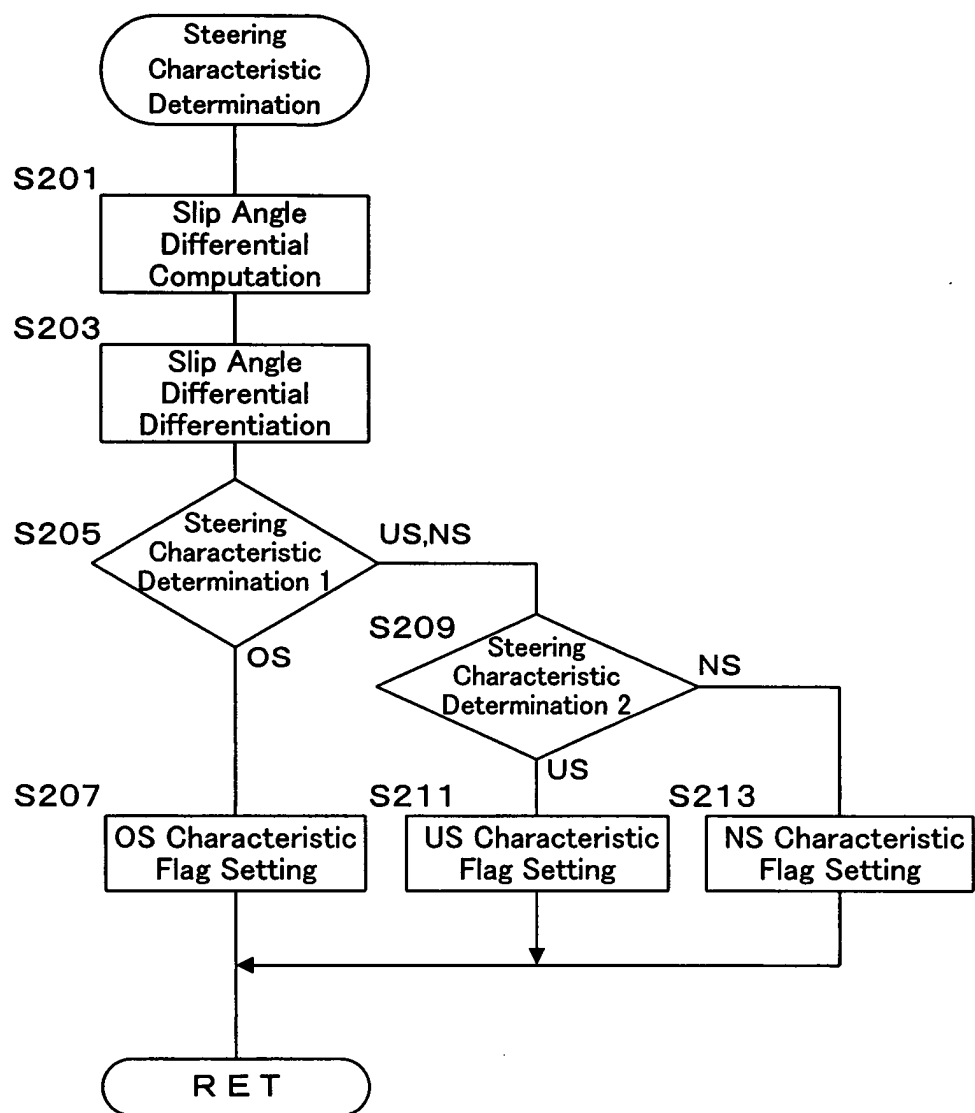 Steering
Characteristic
Determination
S201
Slip Angle
Differential
Computation
S203
Slip Angle
Differential
Differentiation
S205
Steering
Characteristic
Determination 1
US,NS
OS
S209
Steering
Characteristic
Determination 2
NS
US
S207
OS Characteristic
Flag Setting
S211
US Characteristic
Flag Setting
S213
NS Characteristic
Flag Setting
RET